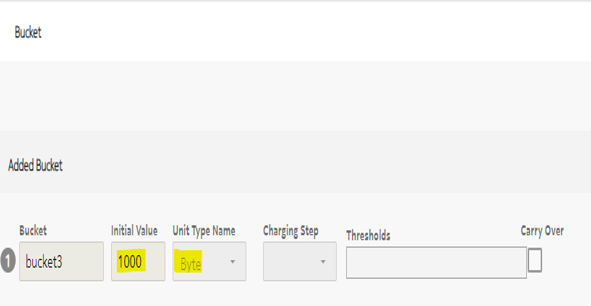 Bucket
Added Bucket
Bucket Initial Value Unit Type Name Charging Step Thresholds Carry Over
1 bucket3 1000 Byte